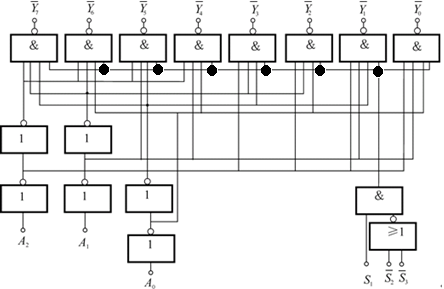 Y̅₇ Y̅₆ Y̅₅ Y̅₄ Y̅₃ Y̅₂ Y̅₁ Y̅₀
& & & & & & & &
1 1
1 1 1 &
≥1
A₂ A₁ 1
A₀ S₁ S̅₂ S̅₃